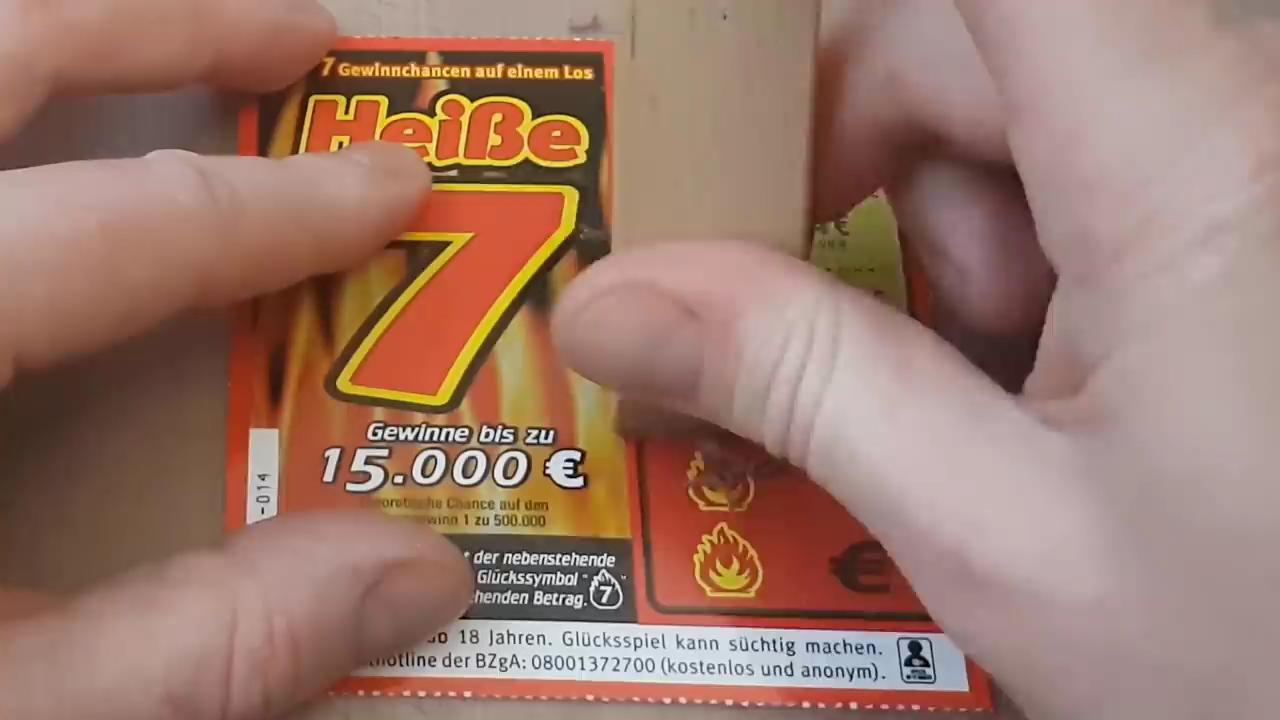 7 Gewinnchancen auf einem Los
Heiße
7
Gewinne bis zu
15.000 €
Chance auf den
1 zu 500.000
der nebenstehende
Glückssymbol "7"
Betrag.
-014
€
18 Jahren. Glücksspiel kann süchtig machen.
der BZgA: 08001372700 (kostenlos und anonym).